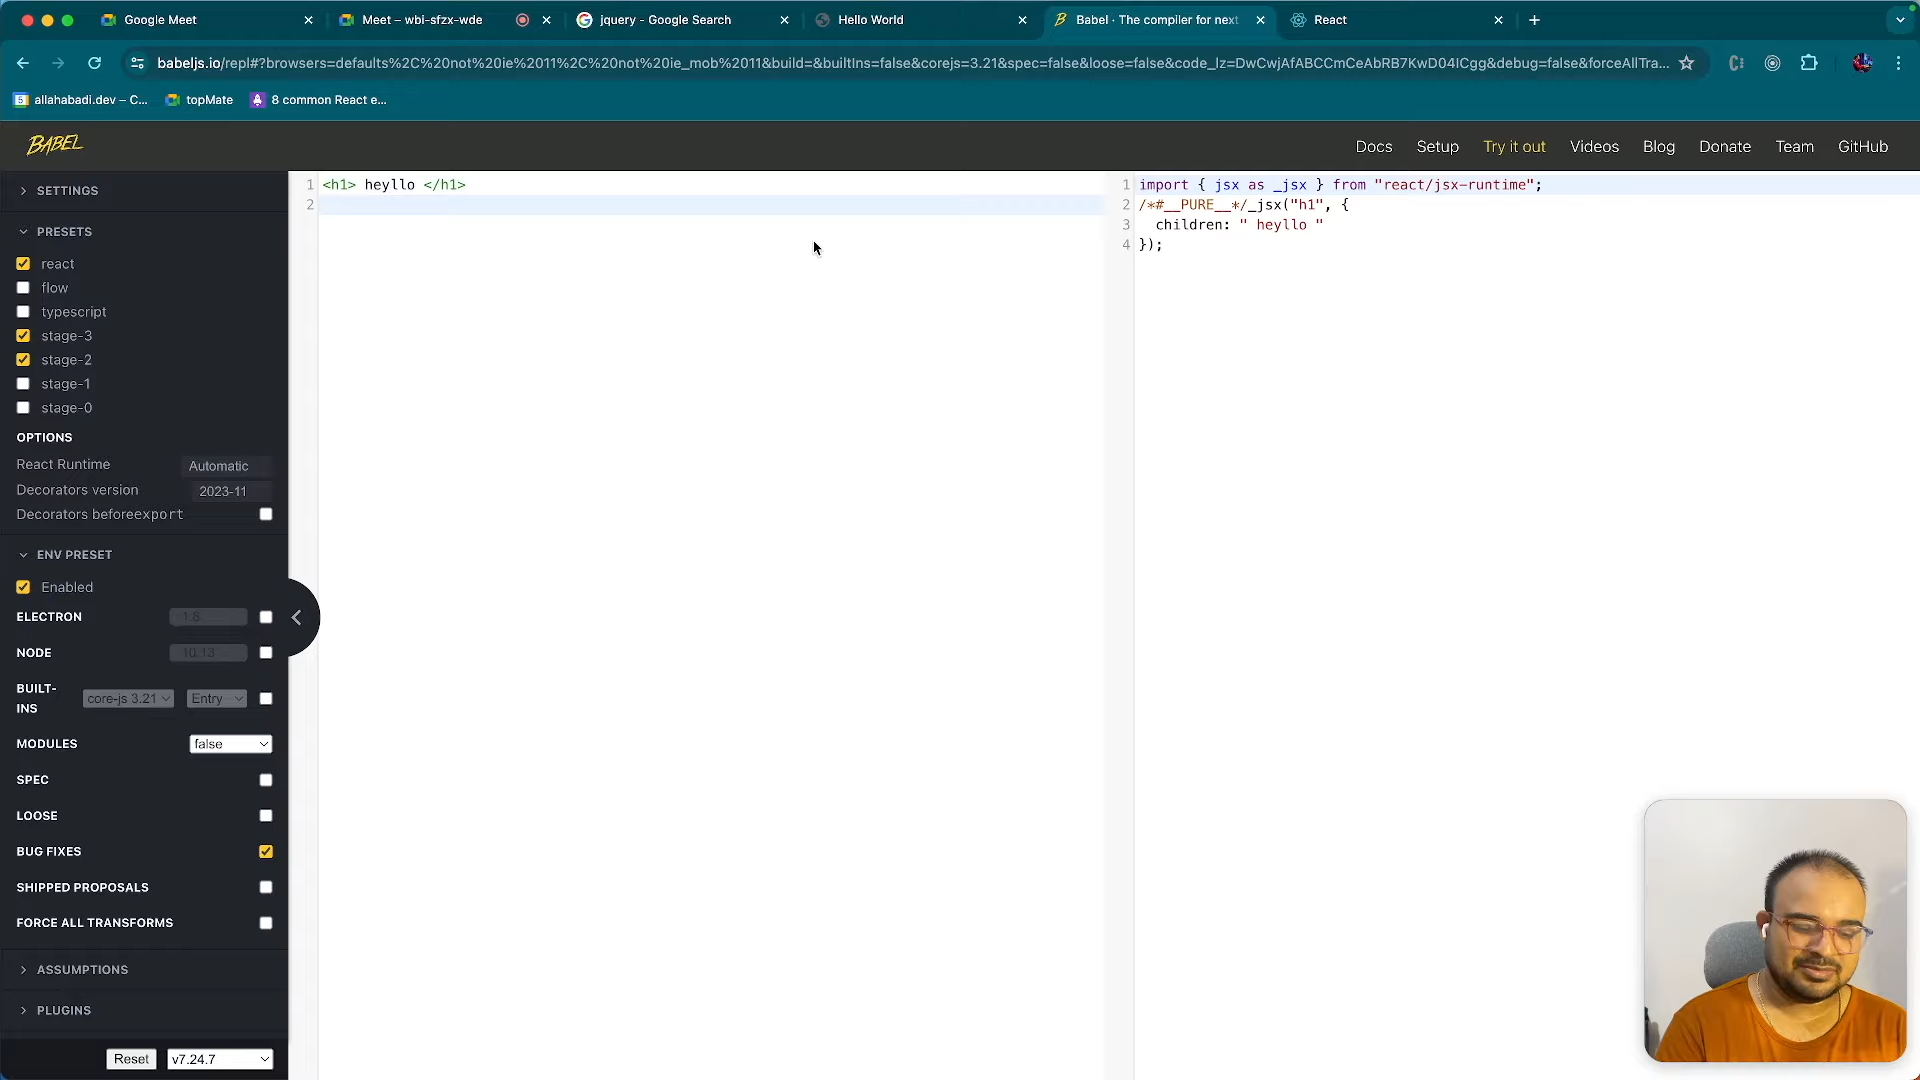 Google Meet
Meet – wbi-sfzx-wde
jquery - Google Search
Hello World
Babel · The compiler for next
React
babeljs.io/repl#?browsers=defaults%2C%20not%20ie%2011%2C%20not%20ie_mob%2011&build=&builtIns=false&corejs=3.21&spec=false&loose=false&code_lz=DwCwjAfABCCmCeAbRB7KwD04ICgg&debug=false&forceAllTra...
allahabadi.dev – C...
topMate
8 common React e...
BABEL
Docs
Setup
Try it out
Videos
Blog
Donate
Team
GitHub
SETTINGS
PRESETS
react
flow
typescript
stage-3
stage-2
stage-1
stage-0
OPTIONS
React Runtime Automatic
Decorators version 2023-11
Decorators beforeexport
ENV PRESET
Enabled
ELECTRON 1.8
NODE 10.13
BUILT-
INS
core-js 3.21
Entry
MODULES false
SPEC
LOOSE
BUG FIXES
SHIPPED PROPOSALS
FORCE ALL TRANSFORMS
ASSUMPTIONS
PLUGINS
Reset v7.24.7
1 <h1> heyllo </h1>
2
1 import { jsx as _jsx } from "react/jsx-runtime";
2 /*#__PURE__*/_jsx("h1", {
3 children: " heyllo "
4 });